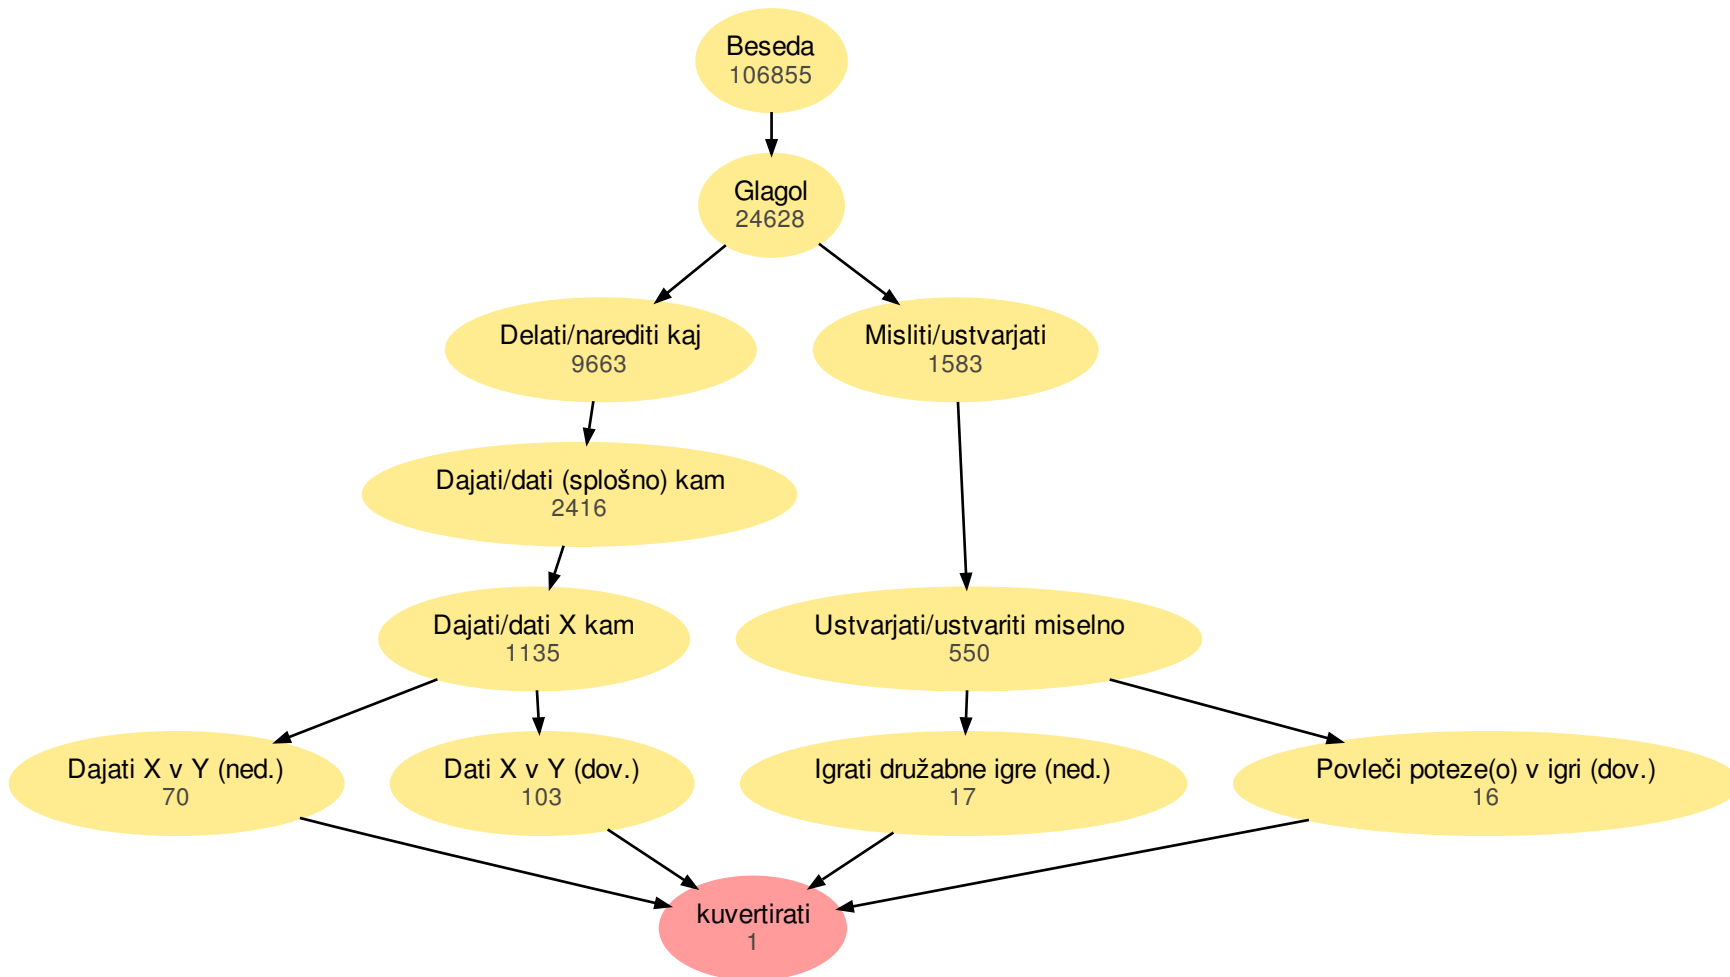 Beseda
106855
Glagol
24628
Delati/narediti kaj
9663
Misliti/ustvarjati
1583
Dajati/dati (splošno) kam
2416
Dajati/dati X kam
1135
Ustvarjati/ustvariti miselno
550
Dajati X v Y (ned.)
70
Dati X v Y (dov.)
103
Igrati družabne igre (ned.)
17
Povleči poteze(o) v igri (dov.)
16
kuvertirati
1